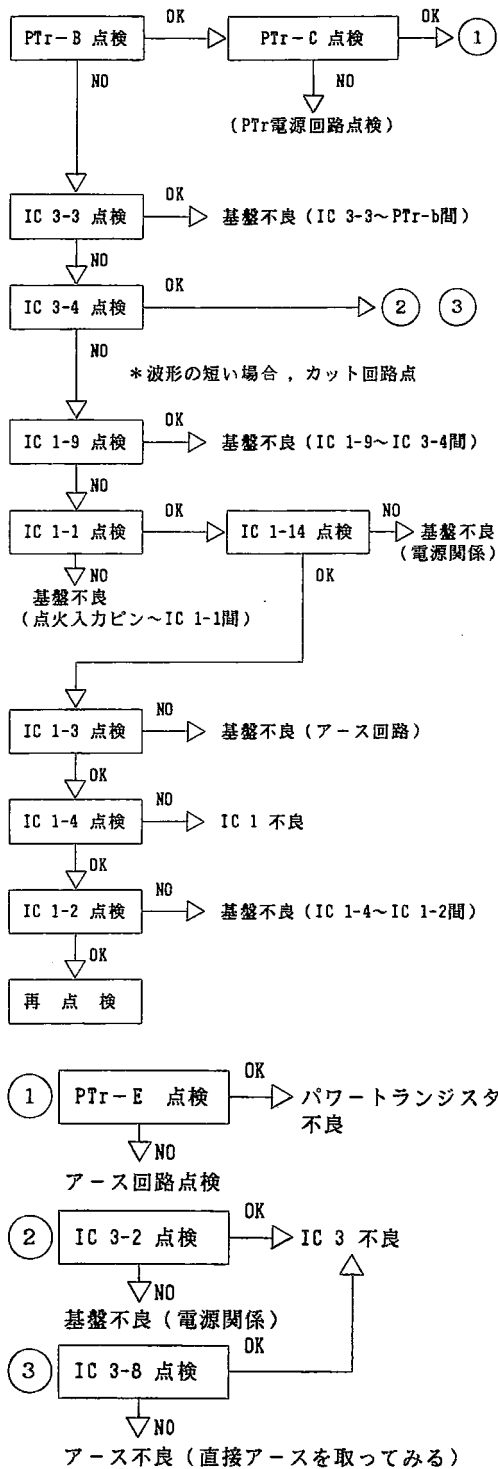 PTr-B 点検
OK
PTr-C 点検
OK
①
NO
NO
(PTr電源回路点検)
IC 3-3 点検
OK
基盤不良(IC 3-3〜PTr-b間)
NO
IC 3-4 点検
OK
② ③
NO
*波形の短い場合,カット回路点
IC 1-9 点検
OK
基盤不良(IC 1-9〜IC 3-4間)
NO
IC 1-1 点検
OK
IC 1-14 点検
NO
基盤不良
(電源関係)
NO
OK
基盤不良
(点火入力ピン〜IC 1-1間)
IC 1-3 点検
NO
基盤不良(アース回路)
OK
IC 1-4 点検
NO
IC 1 不良
OK
IC 1-2 点検
NO
基盤不良(IC 1-4〜IC 1-2間)
OK
再 点 検
① PTr-E 点検
OK
パワートランジスタ
不良
NO
アース回路点検
② IC 3-2 点検
OK
IC 3 不良
NO
基盤不良(電源関係)
③ IC 3-8 点検
OK
NO
アース不良(直接アースを取ってみる)